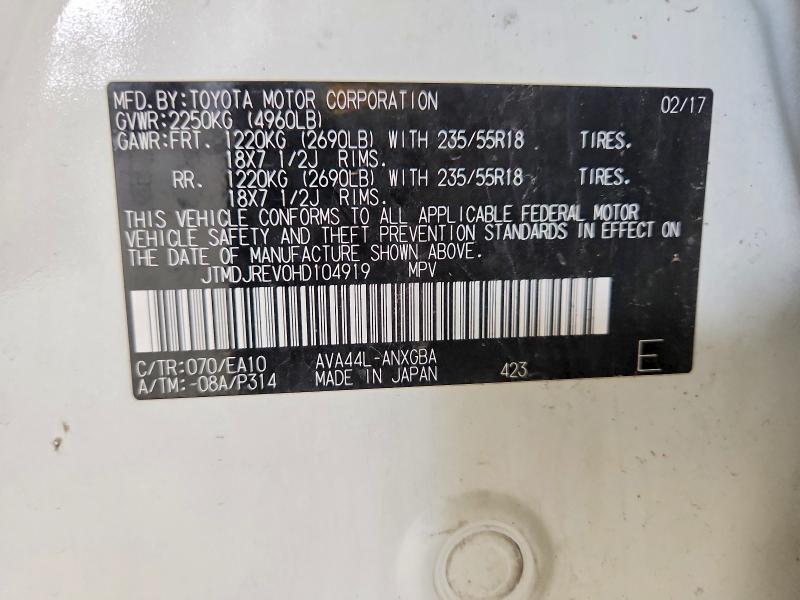 MFD.BY:TOYOTA MOTOR CORPORATION 02/17
GVWR:2250KG (4960LB)
GAWR:FRT. 1220KG (2690LB) WITH 235/55R18 TIRES.
18X7 1/2J RIMS.
RR. 1220KG (2690LB) WITH 235/55R18 TIRES.
18X7 1/2J RIMS.
THIS VEHICLE CONFORMS TO ALL APPLICABLE FEDERAL MOTOR
VEHICLE SAFETY AND THEFT PREVENTION STANDARDS IN EFFECT ON
THE DATE OF MANUFACTURE SHOWN ABOVE.
JTMDJREV0HD104919 MPV
C/TR:070/EA10 AVA44L-ANXGBA
A/TM:-08A/P314 MADE IN JAPAN 423 E